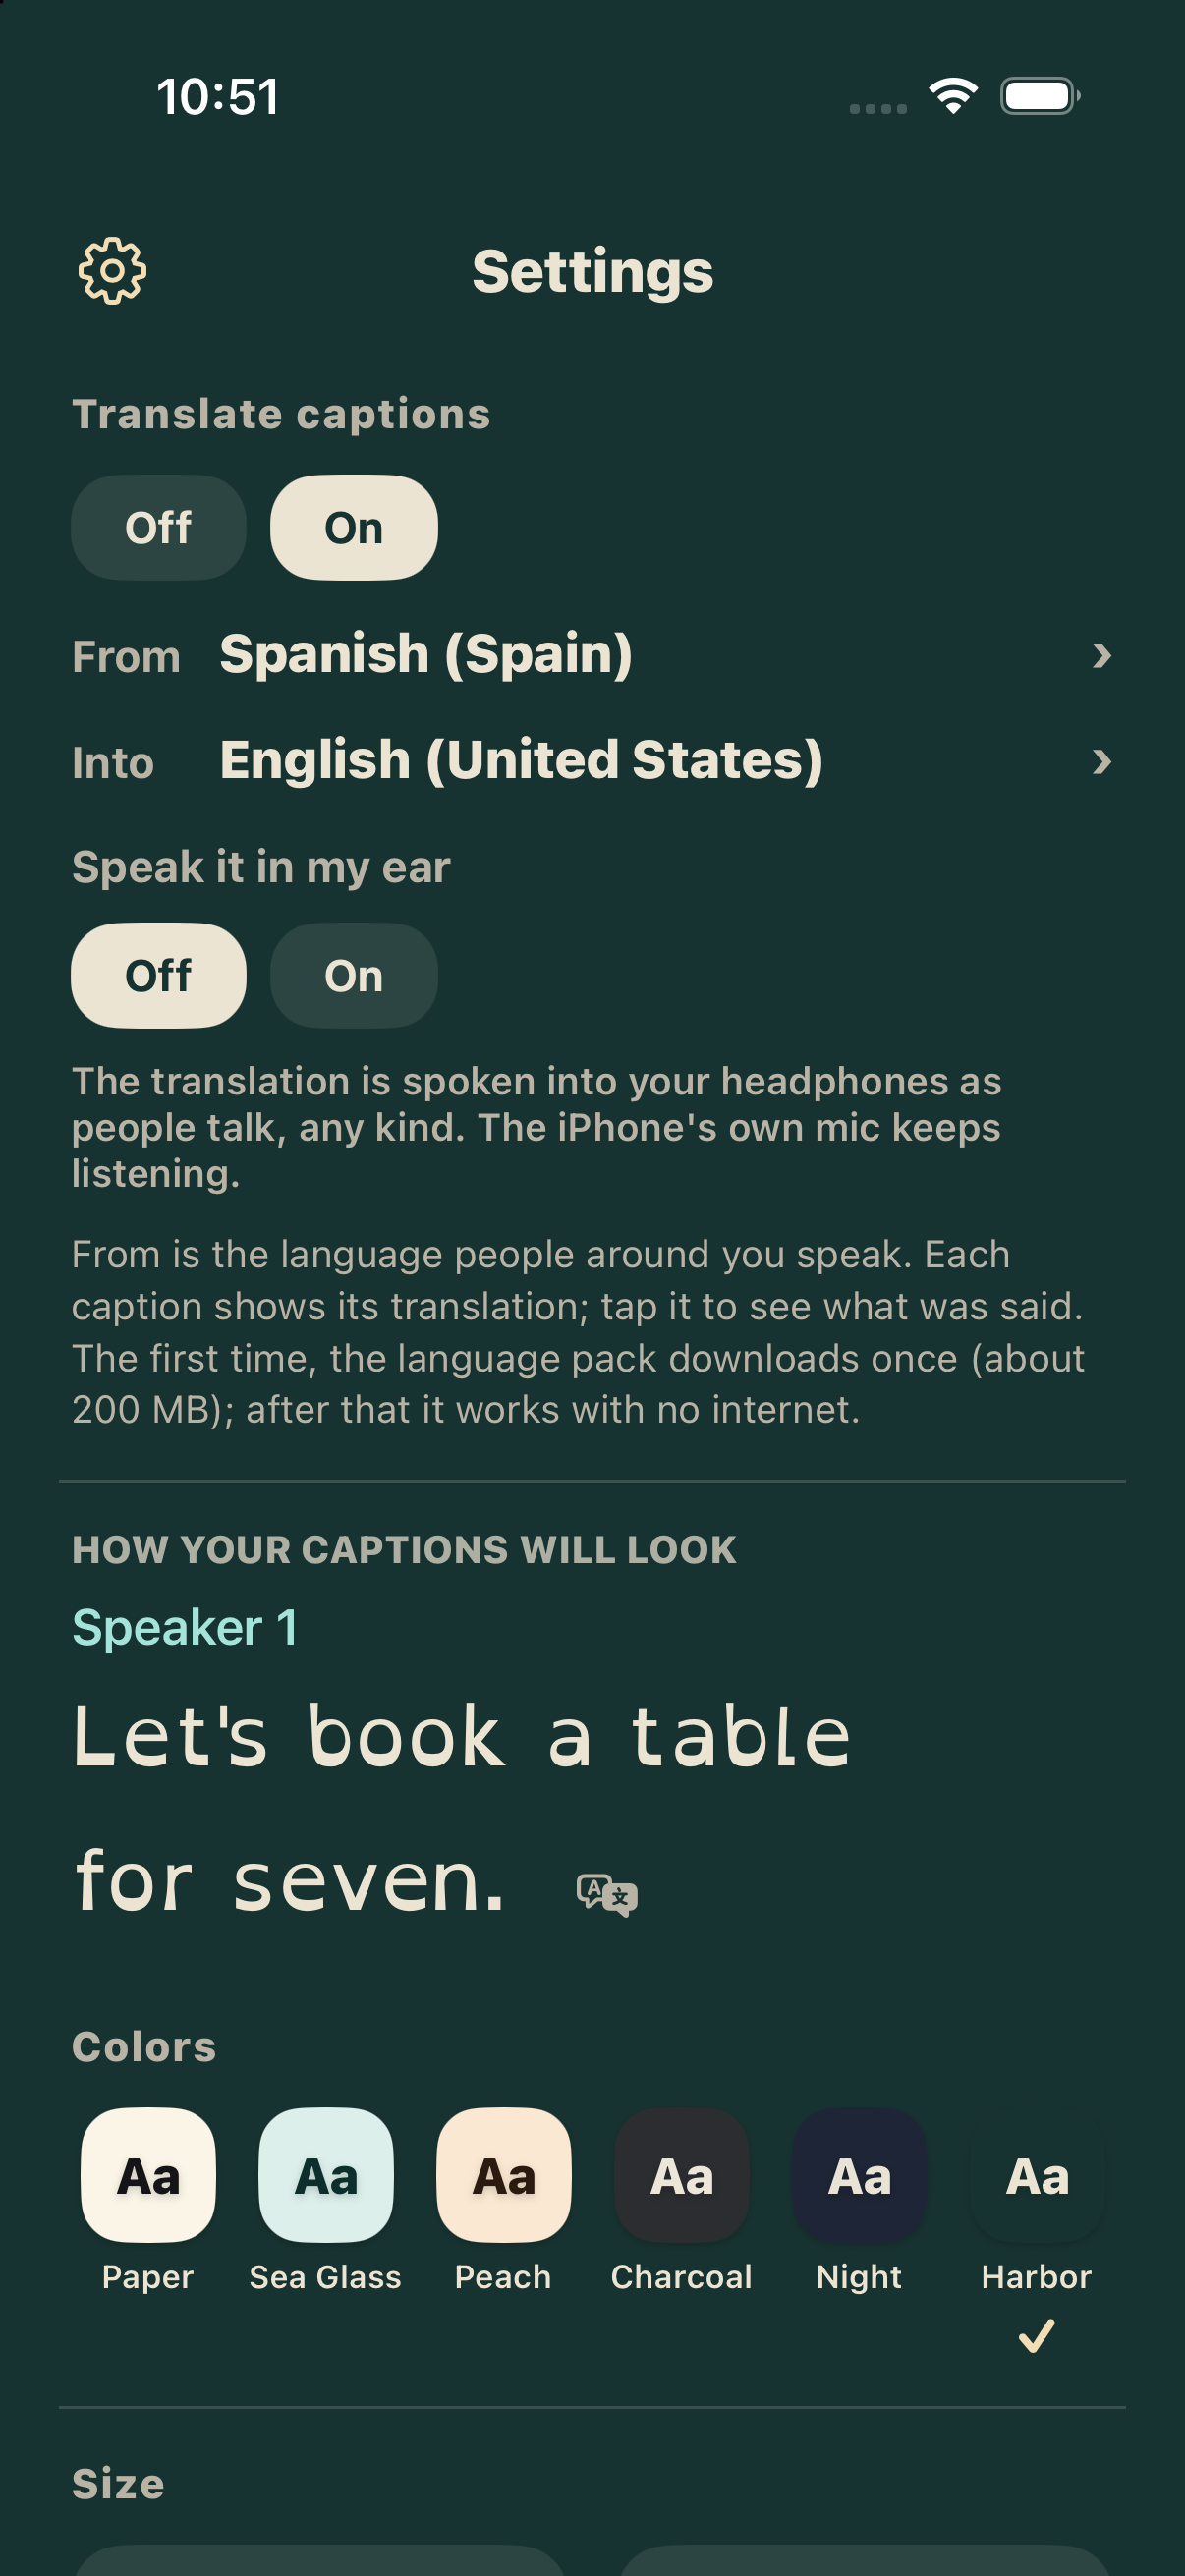 10:51
Settings
Translate captions
Off On
From Spanish (Spain) ›
Into English (United States) ›
Speak it in my ear
Off On
The translation is spoken into your headphones as
people talk, any kind. The iPhone's own mic keeps
listening.
From is the language people around you speak. Each
caption shows its translation; tap it to see what was said.
The first time, the language pack downloads once (about
200 MB); after that it works with no internet.
HOW YOUR CAPTIONS WILL LOOK
Speaker 1
Let's book a table
for seven. A 文
Colors
Aa Aa Aa Aa Aa Aa
Paper Sea Glass Peach Charcoal Night Harbor
Size